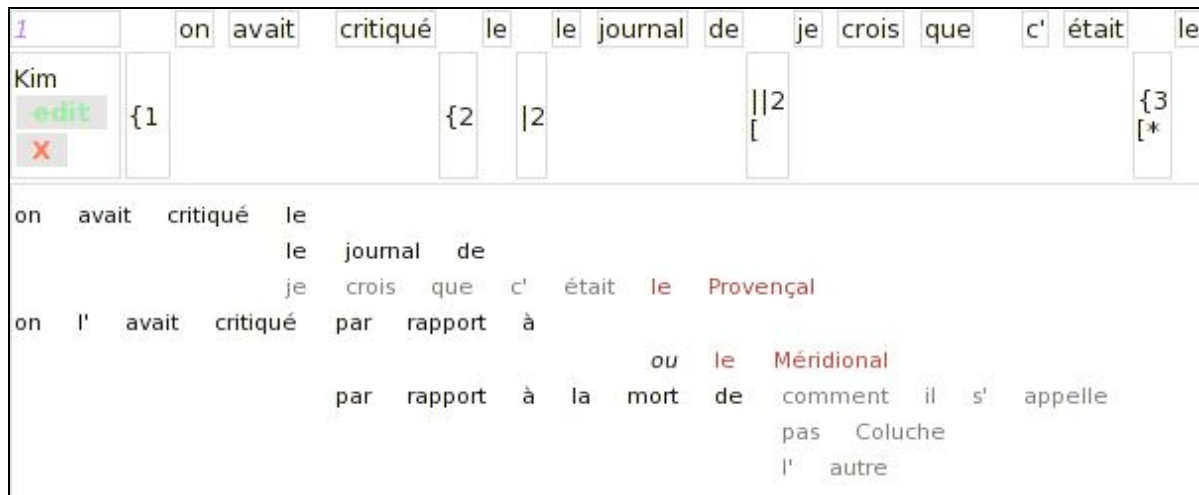 1 on avait critiqué le le journal de je crois que c' était le
Kim
edit
X
{1 {2 |2 ||2 {3
[ [*
on avait critiqué le
le journal de
je crois que c' était le Provençal
on l' avait critiqué par rapport à
ou le Méridional
par rapport à la mort de comment il s' appelle
pas Coluche
l' autre